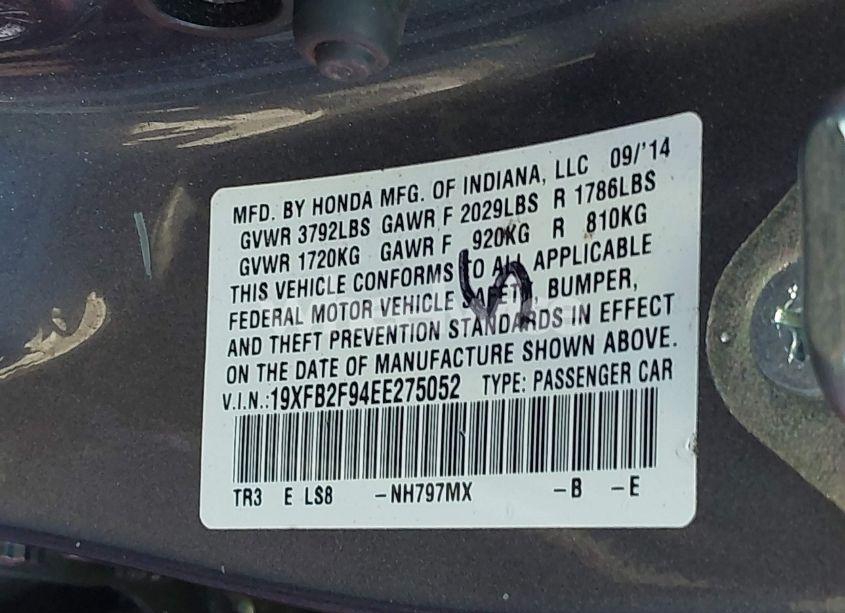 MFD. BY HONDA MFG. OF INDIANA, LLC 09/'14
GVWR 3792LBS GAWR F 2029LBS R 1786LBS
GVWR 1720KG GAWR F 920KG R 810KG
THIS VEHICLE CONFORMS TO ALL APPLICABLE
FEDERAL MOTOR VEHICLE SAFETY, BUMPER,
AND THEFT PREVENTION STANDARDS IN EFFECT
ON THE DATE OF MANUFACTURE SHOWN ABOVE.
V.I.N.:19XFB2F94EE275052 TYPE: PASSENGER CAR
TR3 E LS8 -NH797MX -B -E